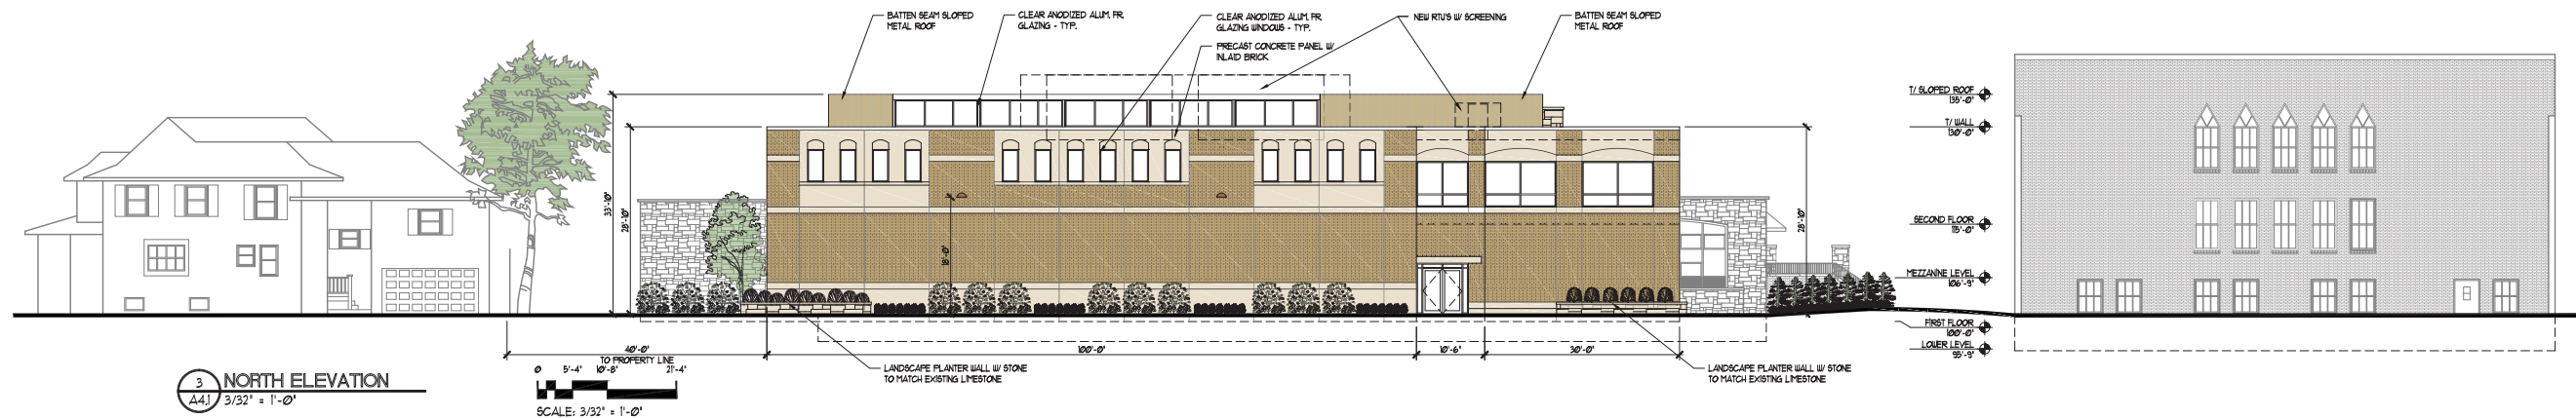 BATTEN SEAM SLOPED
METAL ROOF
CLEAR ANODIZED ALUM. FR.
GLAZING - TYP.
CLEAR ANODIZED ALUM. FR.
GLAZING WINDOWS - TYP.
PRECAST CONCRETE PANEL W/
INLAID BRICK
NEW RTU'S W/ SCREENING
BATTEN SEAM SLOPED
METAL ROOF
T/ SLOPED ROOF
135'-0"
T/ WALL
130'-0"
SECOND FLOOR
115'-0"
MEZZANINE LEVEL
106'-9"
FIRST FLOOR
100'-0"
LOWER LEVEL
95'-9"
33'-10"
28'-10"
18'-0"
28'-10"
40'-0"
TO PROPERTY LINE
100'-0"
10'-6"
30'-0"
LANDSCAPE PLANTER WALL W/ STONE
TO MATCH EXISTING LIMESTONE
LANDSCAPE PLANTER WALL W/ STONE
TO MATCH EXISTING LIMESTONE
3
A4.1
NORTH ELEVATION
3/32" = 1'-0"
0 5'-4" 10'-8" 21'-4"
SCALE: 3/32" = 1'-0"